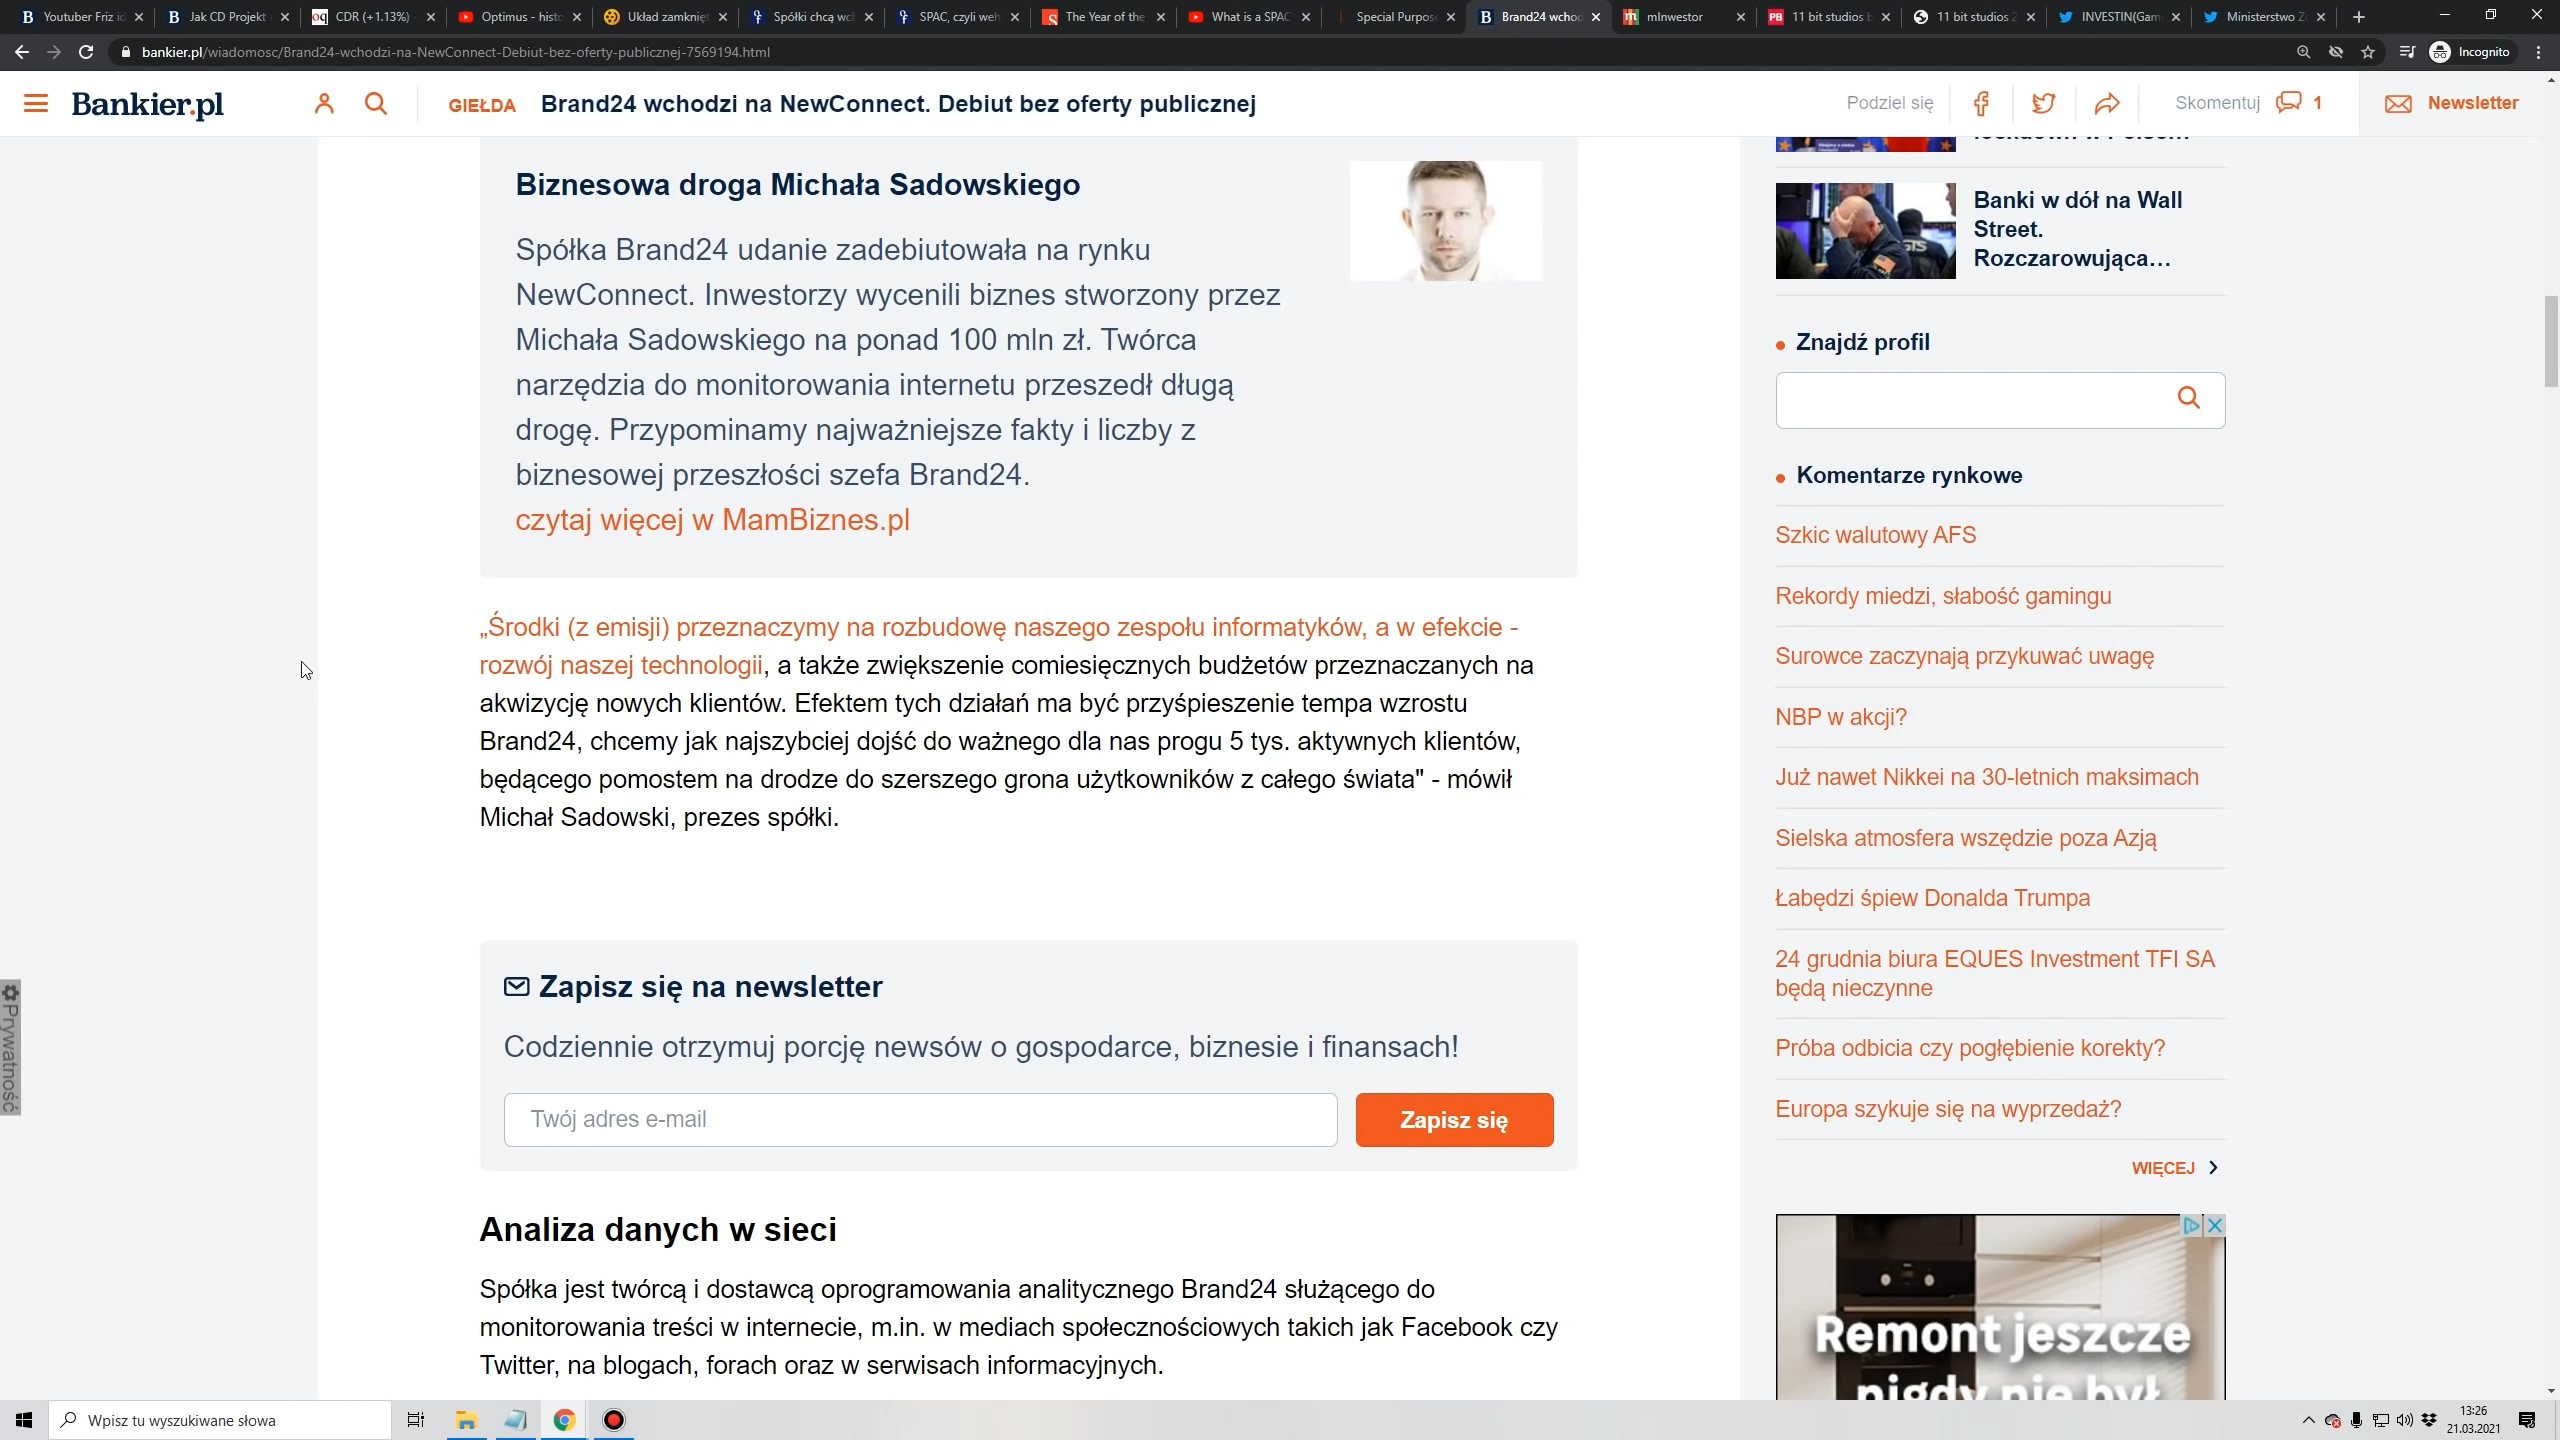 Youtuber Friz id
Jak CD Projekt
CDR (+1.13%)
Optimus - histo
Układ zamknięt
Spółki chcą wch
SPAC, czyli weh
The Year of the
What is a SPAC
Special Purpos
Brand24 wchod
mInwestor
11 bit studios b
11 bit studios 2
INVESTIN(Gam
Ministerstwo Z
bankier.pl/wiadomosc/Brand24-wchodzi-na-NewConnect-Debiut-bez-oferty-publicznej-7569194.html
Incognito
Bankier.pl
GIEŁDA
Brand24 wchodzi na NewConnect. Debiut bez oferty publicznej
Podziel się
Skomentuj
1
Newsletter
Biznesowa droga Michała Sadowskiego
Spółka Brand24 udanie zadebiutowała na rynku
NewConnect. Inwestorzy wycenili biznes stworzony przez
Michała Sadowskiego na ponad 100 mln zł. Twórca
narzędzia do monitorowania internetu przeszedł długą
drogę. Przypominamy najważniejsze fakty i liczby z
biznesowej przeszłości szefa Brand24.
czytaj więcej w MamBiznes.pl
„Środki (z emisji) przeznaczymy na rozbudowę naszego zespołu informatyków, a w efekcie -
rozwój naszej technologii, a także zwiększenie comiesięcznych budżetów przeznaczanych na
akwizycję nowych klientów. Efektem tych działań ma być przyśpieszenie tempa wzrostu
Brand24, chcemy jak najszybciej dojść do ważnego dla nas progu 5 tys. aktywnych klientów,
będącego pomostem na drodze do szerszego grona użytkowników z całego świata" - mówił
Michał Sadowski, prezes spółki.
Zapisz się na newsletter
Codziennie otrzymuj porcję newsów o gospodarce, biznesie i finansach!
Twój adres e-mail
Zapisz się
Analiza danych w sieci
Spółka jest twórcą i dostawcą oprogramowania analitycznego Brand24 służącego do
monitorowania treści w internecie, m.in. w mediach społecznościowych takich jak Facebook czy
Twitter, na blogach, forach oraz w serwisach informacyjnych.
Banki w dół na Wall
Street.
Rozczarowująca…
Znajdź profil
Komentarze rynkowe
Szkic walutowy AFS
Rekordy miedzi, słabość gamingu
Surowce zaczynają przykuwać uwagę
NBP w akcji?
Już nawet Nikkei na 30-letnich maksimach
Sielska atmosfera wszędzie poza Azją
Łabędzi śpiew Donalda Trumpa
24 grudnia biura EQUES Investment TFI SA
będą nieczynne
Próba odbicia czy pogłębienie korekty?
Europa szykuje się na wyprzedaż?
WIĘCEJ
Remont jeszcze
nigdy nie był
Prywatność
Wpisz tu wyszukiwane słowa
13:26
21.03.2021